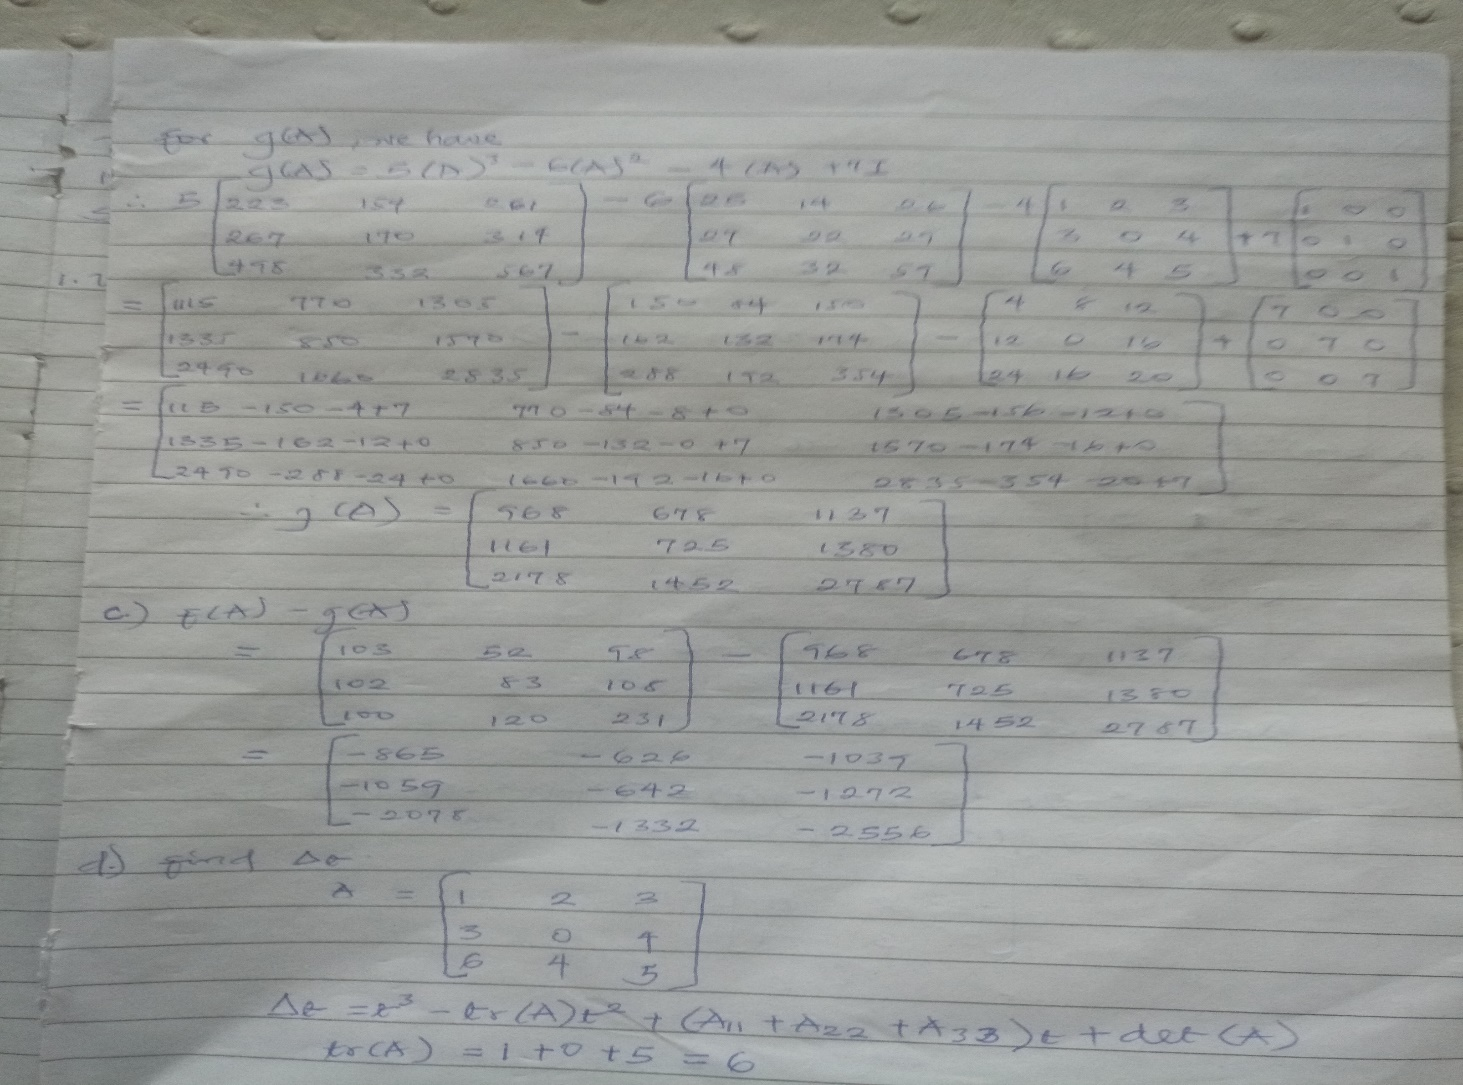 For g(A), we have
g(A) = 5(A)³ - 6(A)² - 4(A) + 7I
∴ 5 [223 154 261] - 6 [25 14 26] - 4 [1 2 3] + 7 [1 0 0]
[267 170 314] [27 22 29] [3 0 4] [0 1 0]
[498 332 567] [48 32 59] [6 4 5] [0 0 1]
= [1115 770 1305] - [150 84 156] - [4 8 12] + [7 0 0]
[1335 850 1570] [162 132 174] [12 0 16] [0 7 0]
[2490 1660 2835] [288 192 354] [24 16 20] [0 0 7]
= [1115 - 150 - 4 + 7 770 - 84 - 8 + 0 1305 - 156 - 12 + 0]
[1335 - 162 - 12 + 0 850 - 132 - 0 + 7 1570 - 174 - 16 + 0]
[2490 - 288 - 24 + 0 1660 - 192 - 16 + 0 2835 - 354 - 20 + 7]
∴ g(A) = [968 678 1137]
[1161 725 1380]
[2178 1452 2787]
c.) f(A) - g(A)
= [103 52 98] - [968 678 1137]
[102 83 108] [1161 725 1380]
[100 120 231] [2178 1452 2787]
= [-865 -626 -1039]
[-1059 -642 -1272]
[-2078 -1332 -2556]
d.) find Δt
A = [1 2 3]
[3 0 4]
[6 4 5]
Δt = t³ - tr(A)t² + (A11 + A22 + A33)t + det(A)
tr(A) = 1 + 0 + 5 = 6